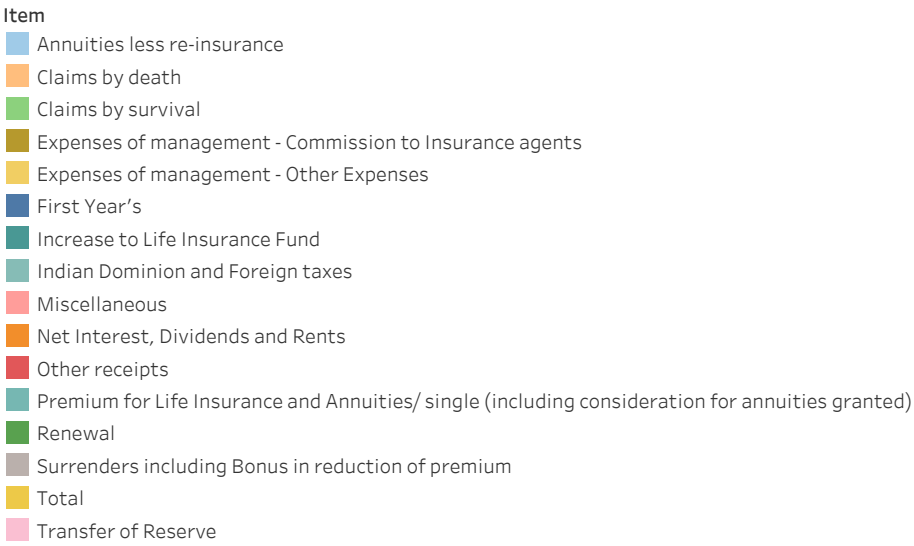 Item
Annuities less re-insurance
Claims by death
Claims by survival
Expenses of management - Commission to Insurance agents
Expenses of management - Other Expenses
First Year's
Increase to Life Insurance Fund
Indian Dominion and Foreign taxes
Miscellaneous
Net Interest, Dividends and Rents
Other receipts
Premium for Life Insurance and Annuities/ single (including consideration for annuities granted)
Renewal
Surrenders including Bonus in reduction of premium
Total
Transfer of Reserve